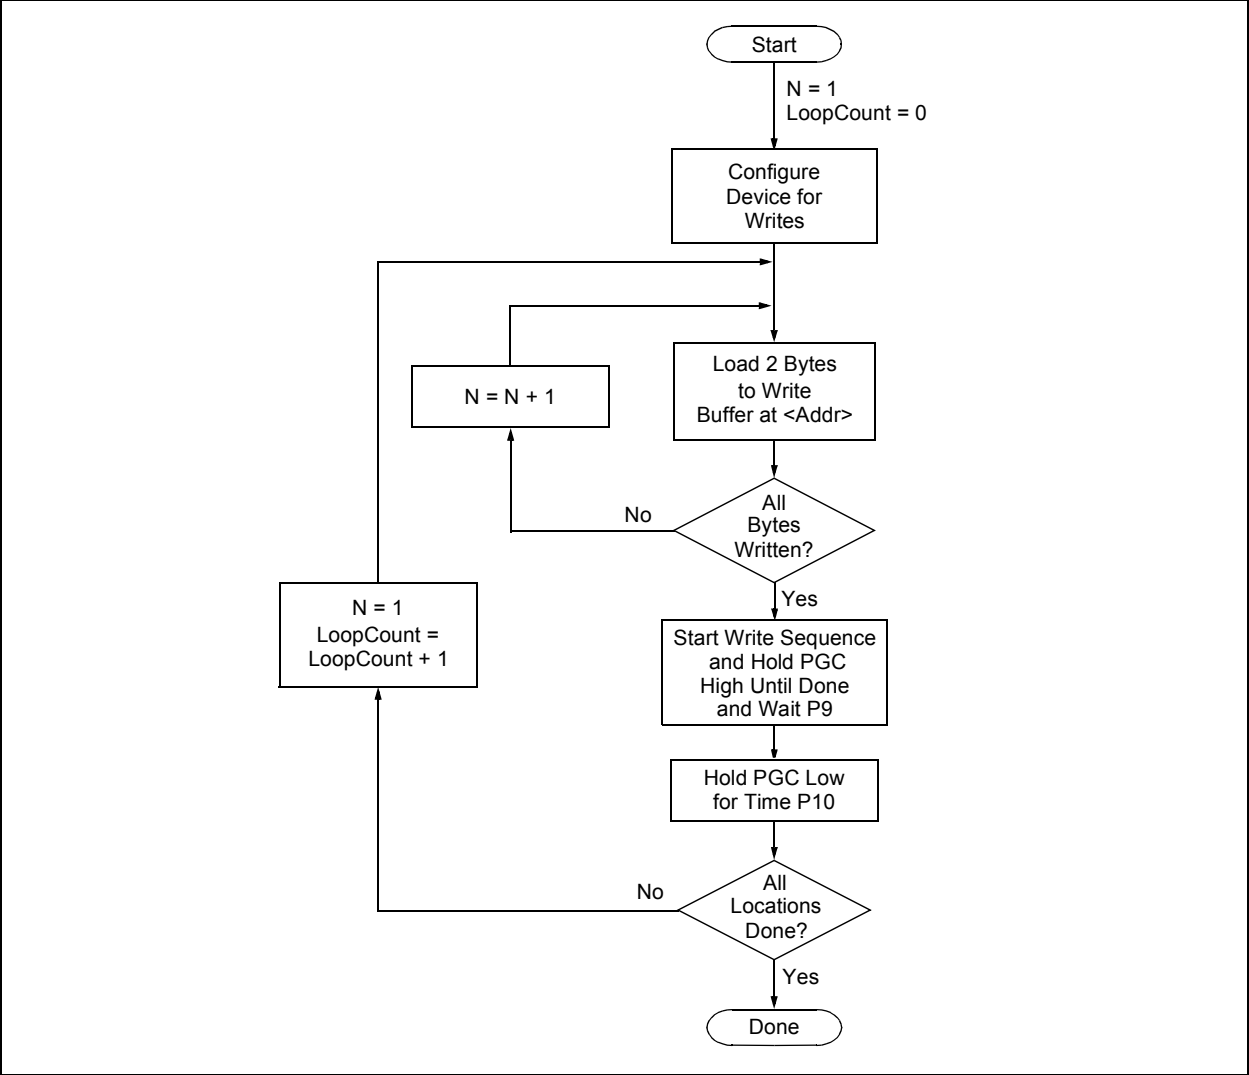 Start
N = 1
LoopCount = 0
Configure
Device for
Writes
Load 2 Bytes
to Write
Buffer at <Addr>
N = N + 1
All
Bytes
Written?
No
Yes
N = 1
LoopCount =
LoopCount + 1
Start Write Sequence
and Hold PGC
High Until Done
and Wait P9
Hold PGC Low
for Time P10
All
Locations
Done?
No
Yes
Done